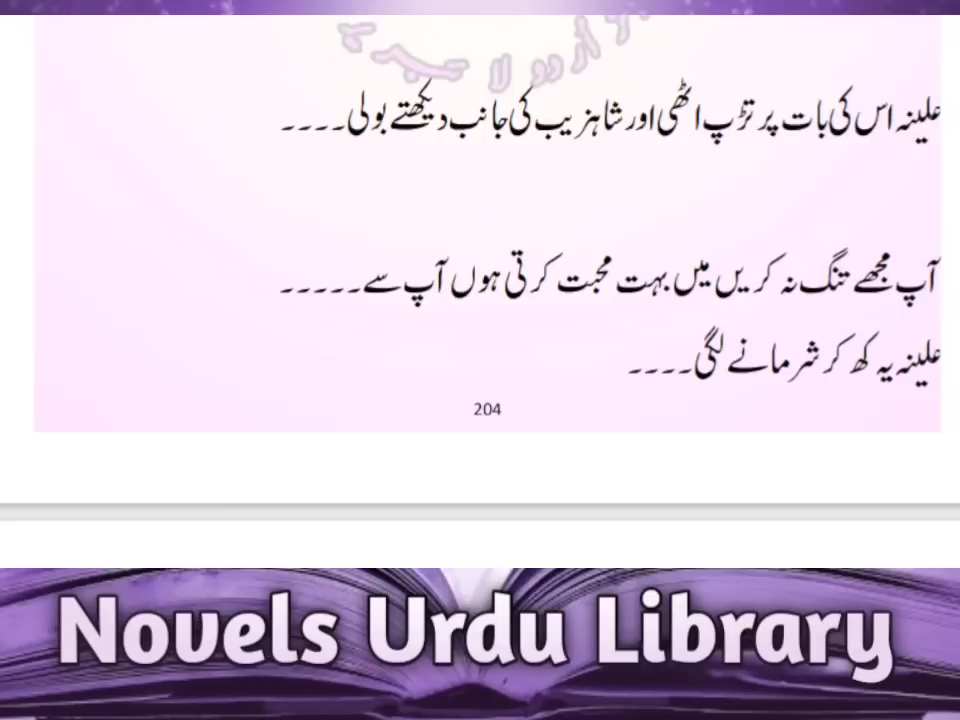 علینہ اس کی بات پر تڑپ اٹھی اور شاہزیب کی جانب دیکھتے بولی۔۔۔۔
آپ مجھے تنگ نہ کریں میں بہت محبت کرتی ہوں آپ سے۔۔۔۔۔
علینہ یہ کھ کر شرمانے لگی۔۔۔۔
204
Novels Urdu Library